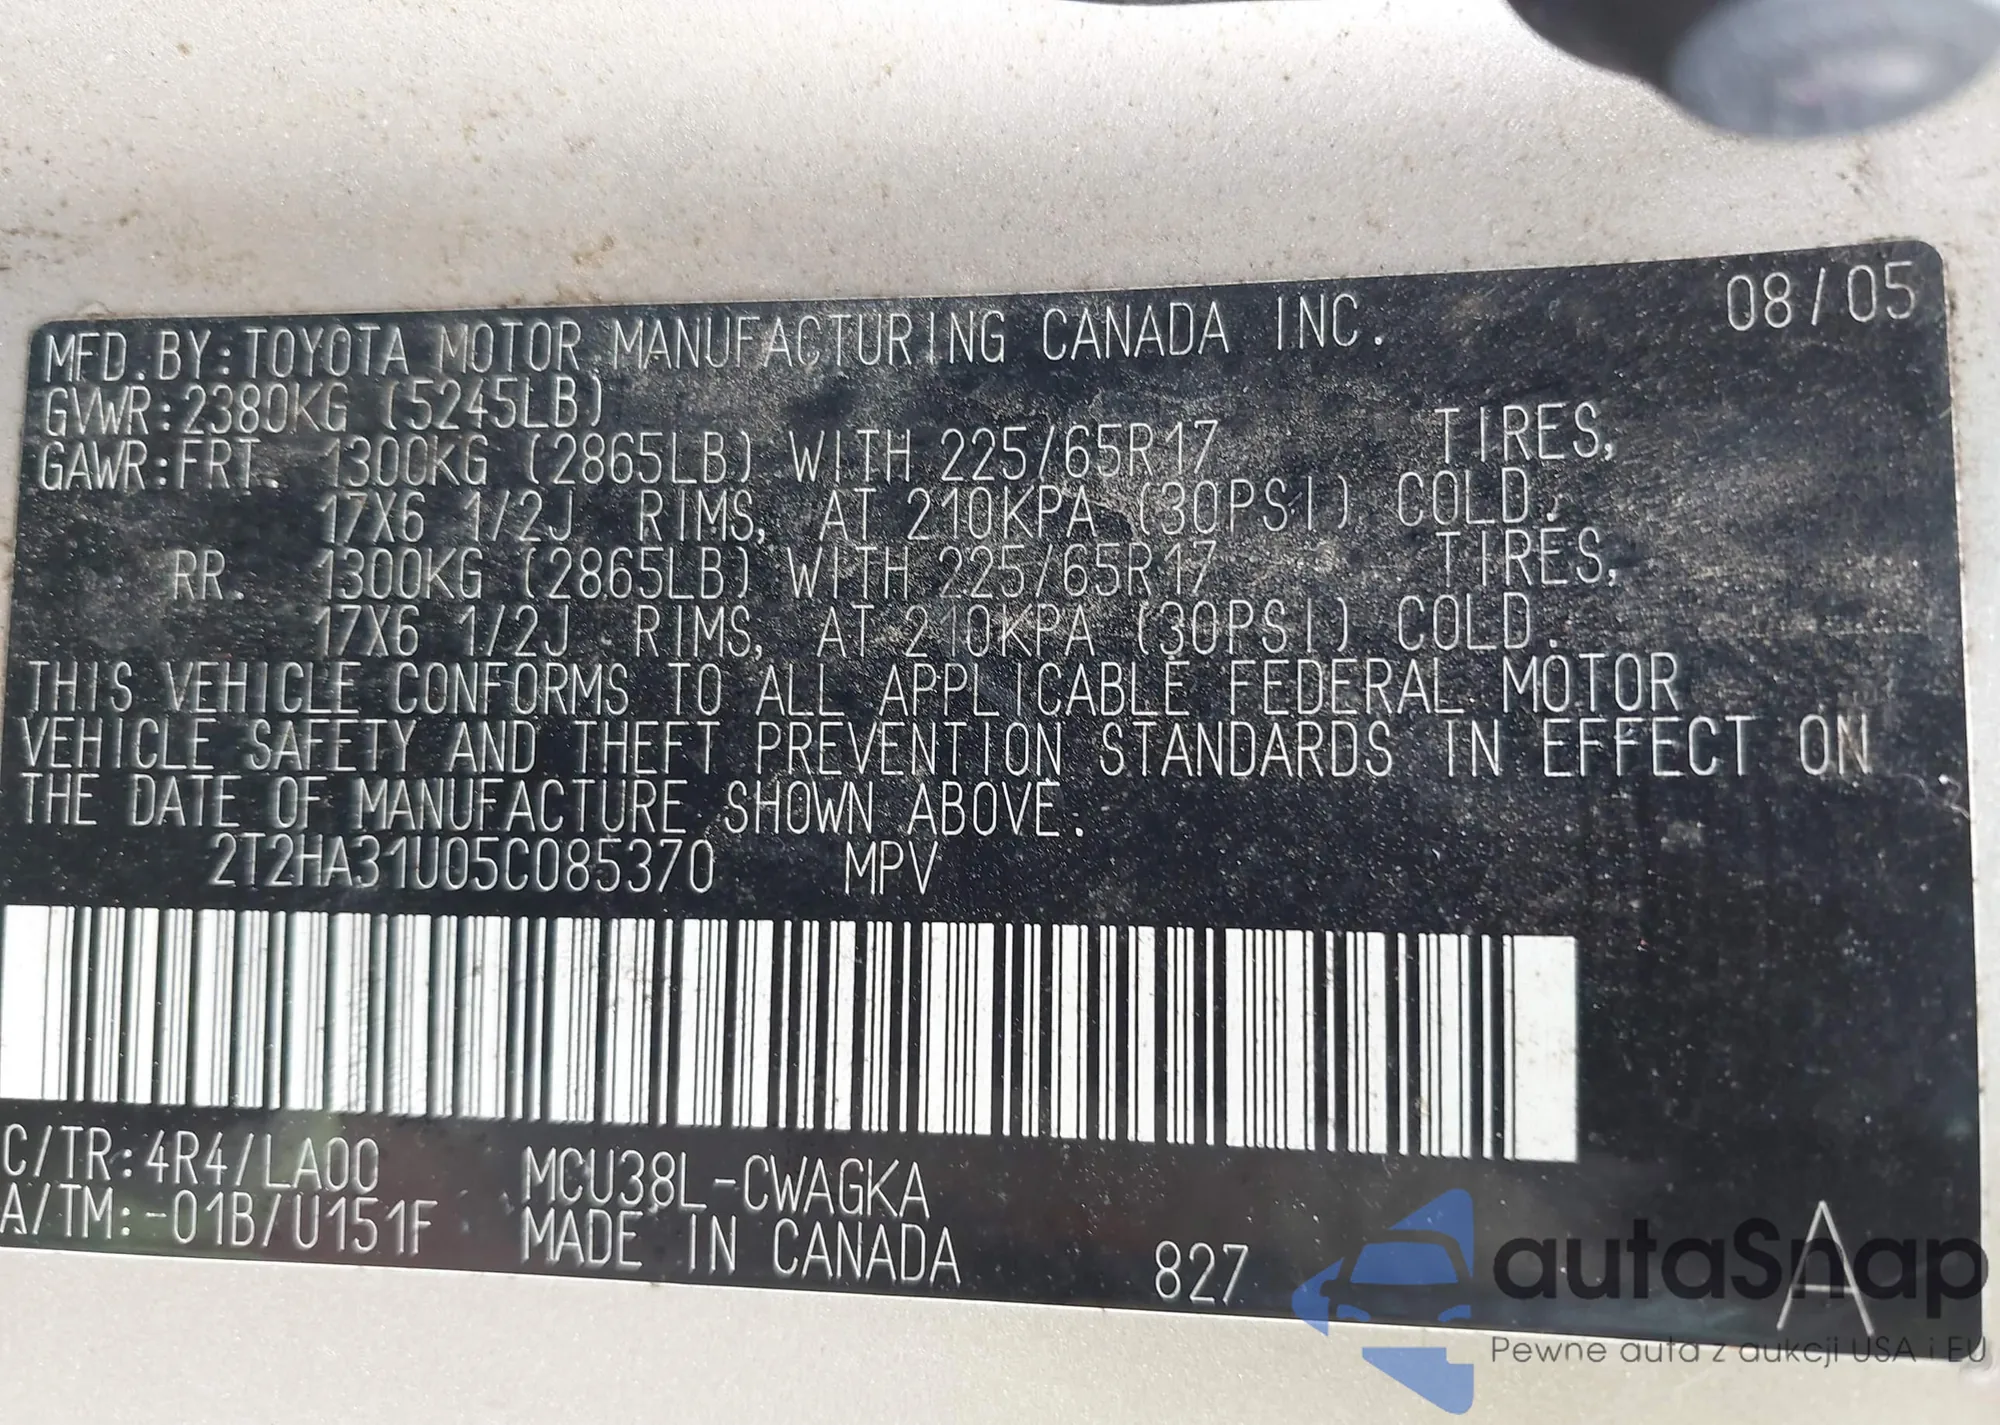 08/05
MFD.BY:TOYOTA MOTOR MANUFACTURING CANADA INC.
GVWR:2380KG (5245LB)
GAWR:FRT. 1300KG (2865LB) WITH 225/65R17 TIRES,
17X6 1/2J RIMS, AT 210KPA (30PSI) COLD,
RR. 1300KG (2865LB) WITH 225/65R17 TIRES,
17X6 1/2J RIMS, AT 210KPA (30PSI) COLD.
THIS VEHICLE CONFORMS TO ALL APPLICABLE FEDERAL MOTOR
VEHICLE SAFETY AND THEFT PREVENTION STANDARDS IN EFFECT ON
THE DATE OF MANUFACTURE SHOWN ABOVE.
2T2HA31U05C085370 MPV
C/TR:4R4/LA00 MCU38L-CWAGKA
A/TM:-01B/U151F MADE IN CANADA 827 A
autaSnap
Pewne auta z aukcji USA i EU